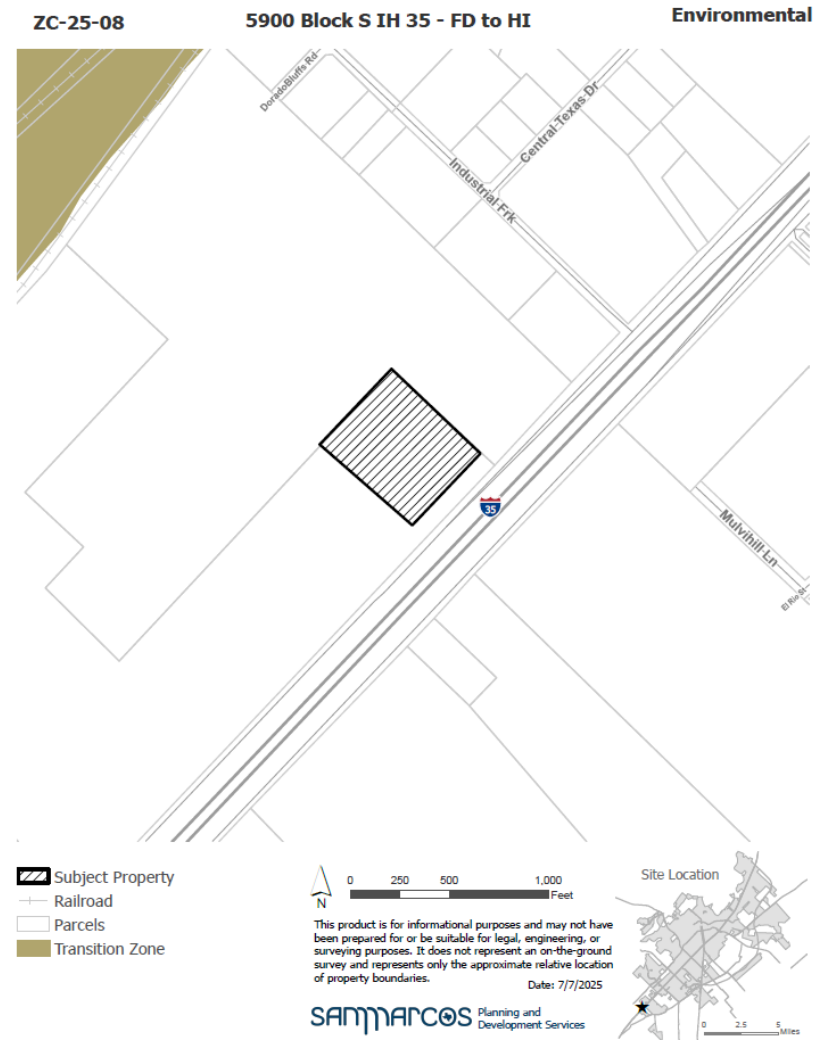 ZC-25-08
5900 Block S IH 35 - FD to HI
Environmental
DoradoBluffs Rd
Central-Texas-Dr
Industrial-Frk
35
Mulvihill-Ln
El Rio St
Subject Property
Railroad
Parcels
Transition Zone
N
0 250 500 1,000
Feet
This product is for informational purposes and may not have
been prepared for or be suitable for legal, engineering, or
surveying purposes. It does not represent an on-the-ground
survey and represents only the approximate relative location
of property boundaries.
Date: 7/7/2025
SAN MARCOS
Planning and
Development Services
Site Location
0 2.5 5
Miles